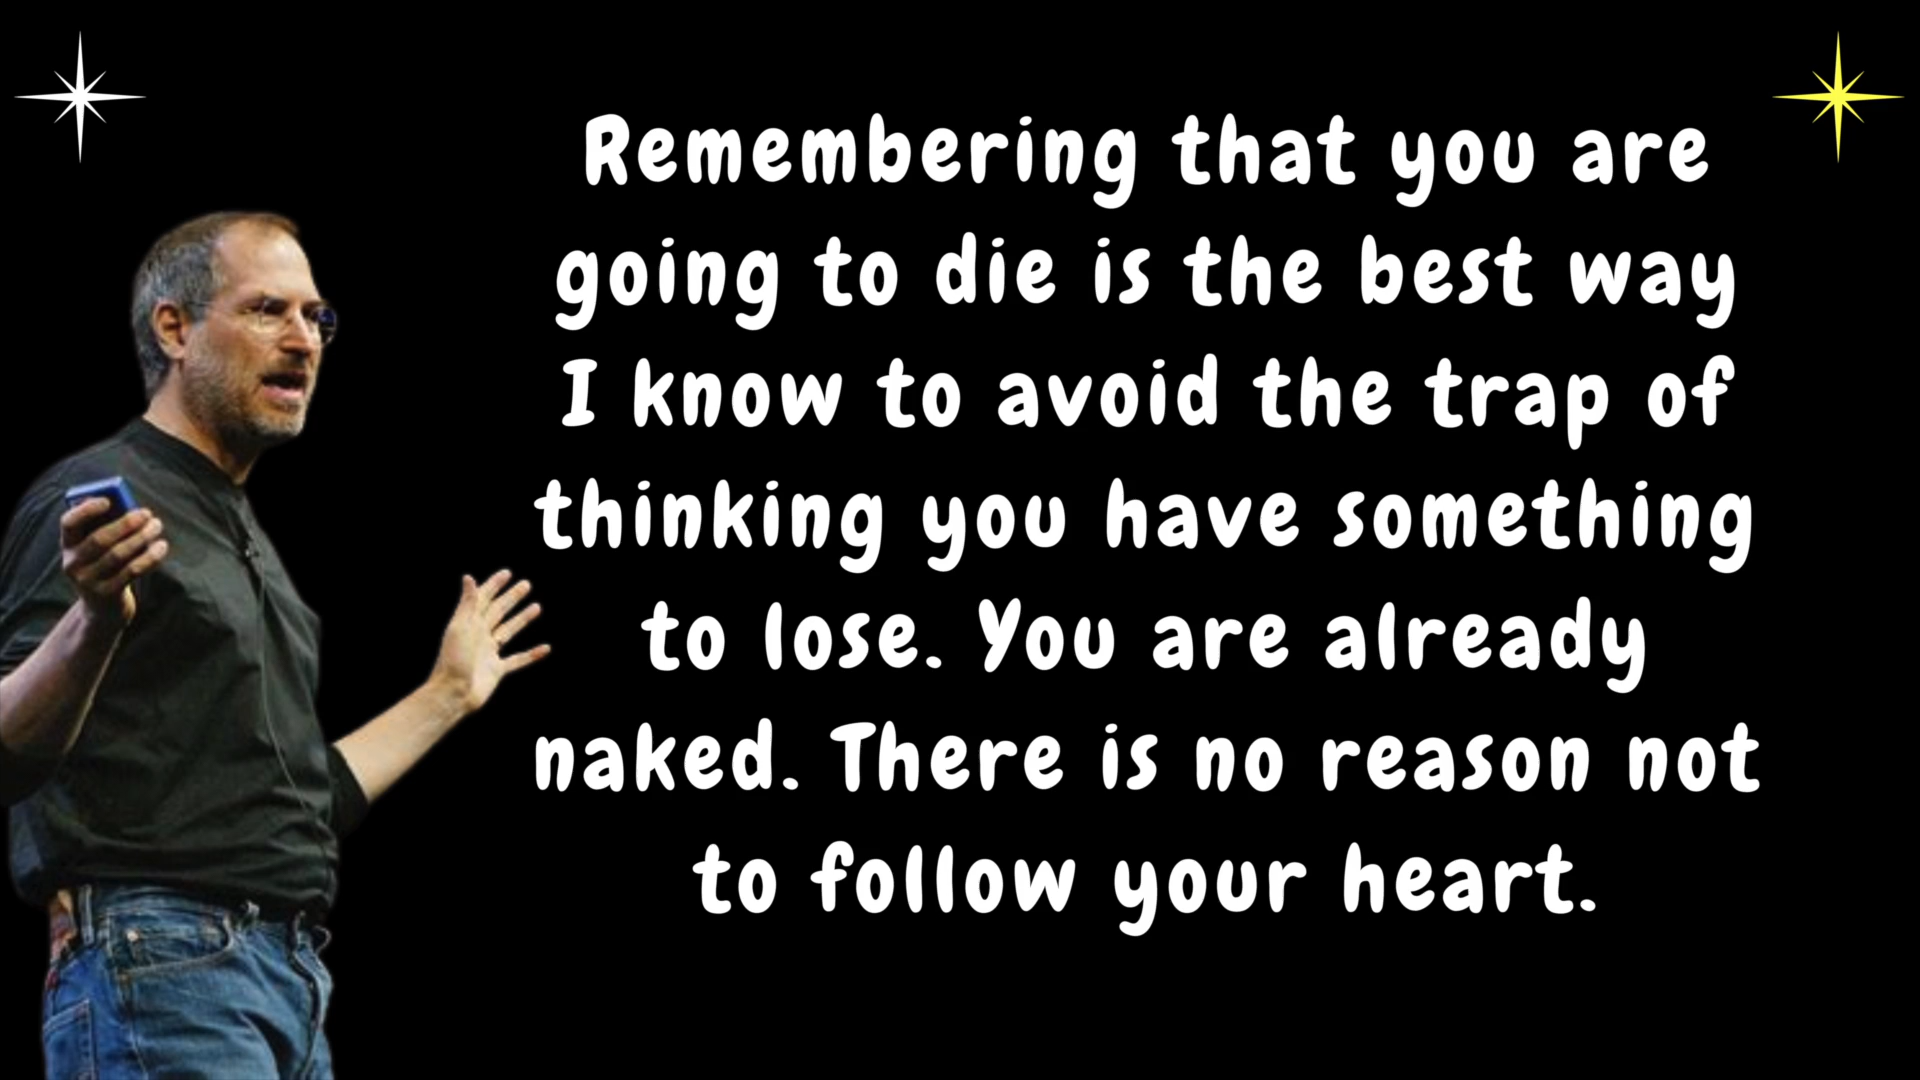 Remembering that you are
going to die is the best way
I know to avoid the trap of
thinking you have something
to lose. You are already
naked. There is no reason not
to follow your heart.